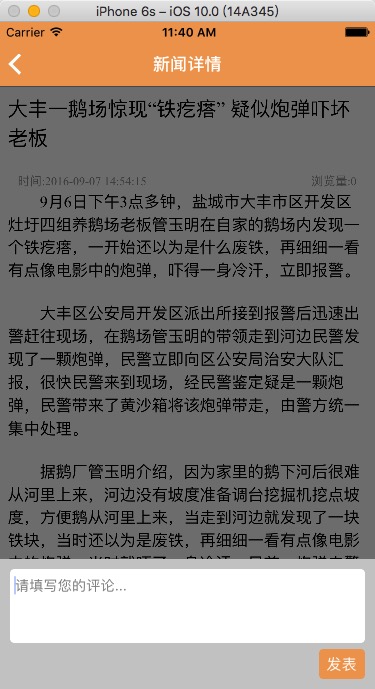 iPhone 6s – iOS 10.0 (14A345)
Carrier 11:40 AM
新闻详情
大丰一鹅场惊现“铁疙瘩” 疑似炮弹吓坏
老板
时间:2016-09-07 14:54:15 浏览量:0
9月6日下午3点多钟，盐城市大丰市区开发区
灶圩四组养鹅场老板管玉明在自家的鹅场内发现一
个铁疙瘩，一开始还以为是什么废铁，再细细一看
有点像电影中的炮弹，吓得一身冷汗，立即报警。
大丰区公安局开发区派出所接到报警后迅速出
警赶往现场，在鹅场管玉明的带领走到河边民警发
现了一颗炮弹，民警立即向区公安局治安大队汇
报，很快民警来到现场，经民警鉴定疑是一颗炮
弹，民警带来了黄沙箱将该炮弹带走，由警方统一
集中处理。
据鹅厂管玉明介绍，因为家里的鹅下河后很难
从河里上来，河边没有坡度准备调台挖掘机挖点坡
度，方便鹅从河里上来，当走到河边就发现了一块
铁块，当时还以为是废铁，再细细一看有点像电影
请填写您的评论...
发表